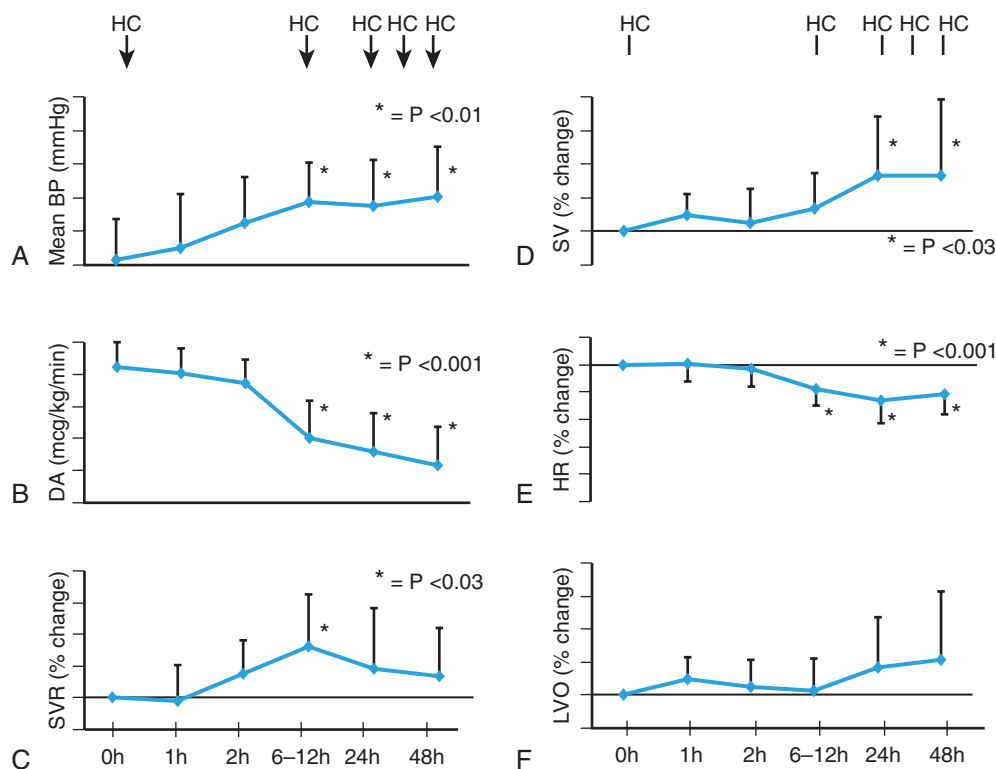 HC HC HC HC HC
* = P <0.01
* * *
Mean BP (mmHg)
A
* = P <0.001
* * *
DA (mcg/kg/min)
B
* = P <0.03
*
SVR (% change)
C
0h 1h 2h 6–12h 24h 48h
HC HC HC HC HC
* *
* = P <0.03
SV (% change)
D
* = P <0.001
* * *
HR (% change)
E
LVO (% change)
F
0h 1h 2h 6–12h 24h 48h